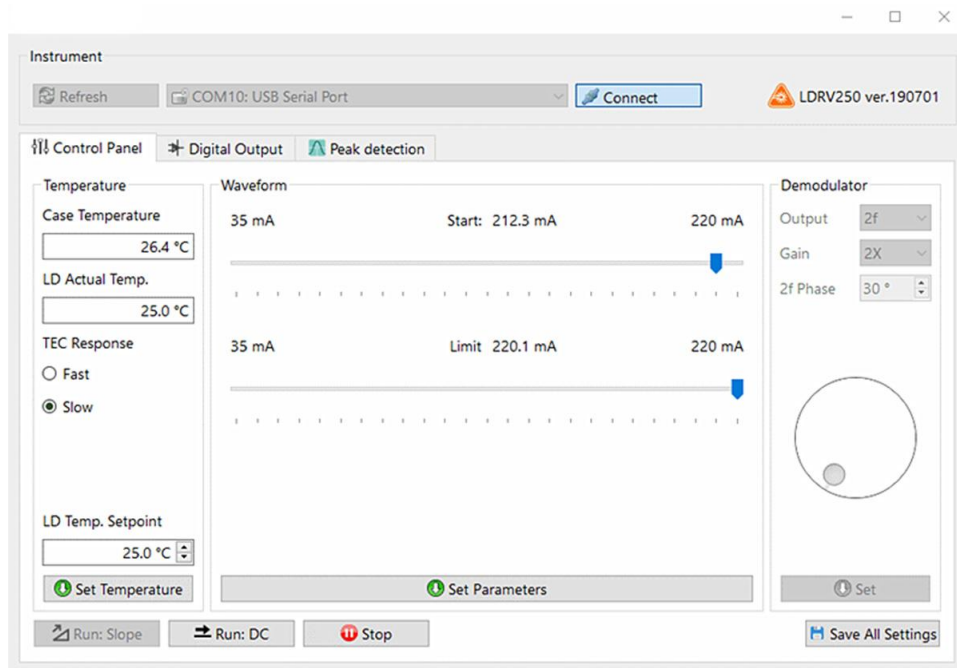 Instrument
Refresh
COM10: USB Serial Port
Connect
LDRV250 ver.190701
Control Panel
Digital Output
Peak detection
Temperature
Case Temperature
26.4 °C
LD Actual Temp.
25.0 °C
TEC Response
Fast
Slow
LD Temp. Setpoint
25.0 °C
Set Temperature
Waveform
35 mA Start: 212.3 mA 220 mA
35 mA Limit 220.1 mA 220 mA
Set Parameters
Demodulator
Output 2f
Gain 2X
2f Phase 30 °
Set
Run: Slope
Run: DC
Stop
Save All Settings